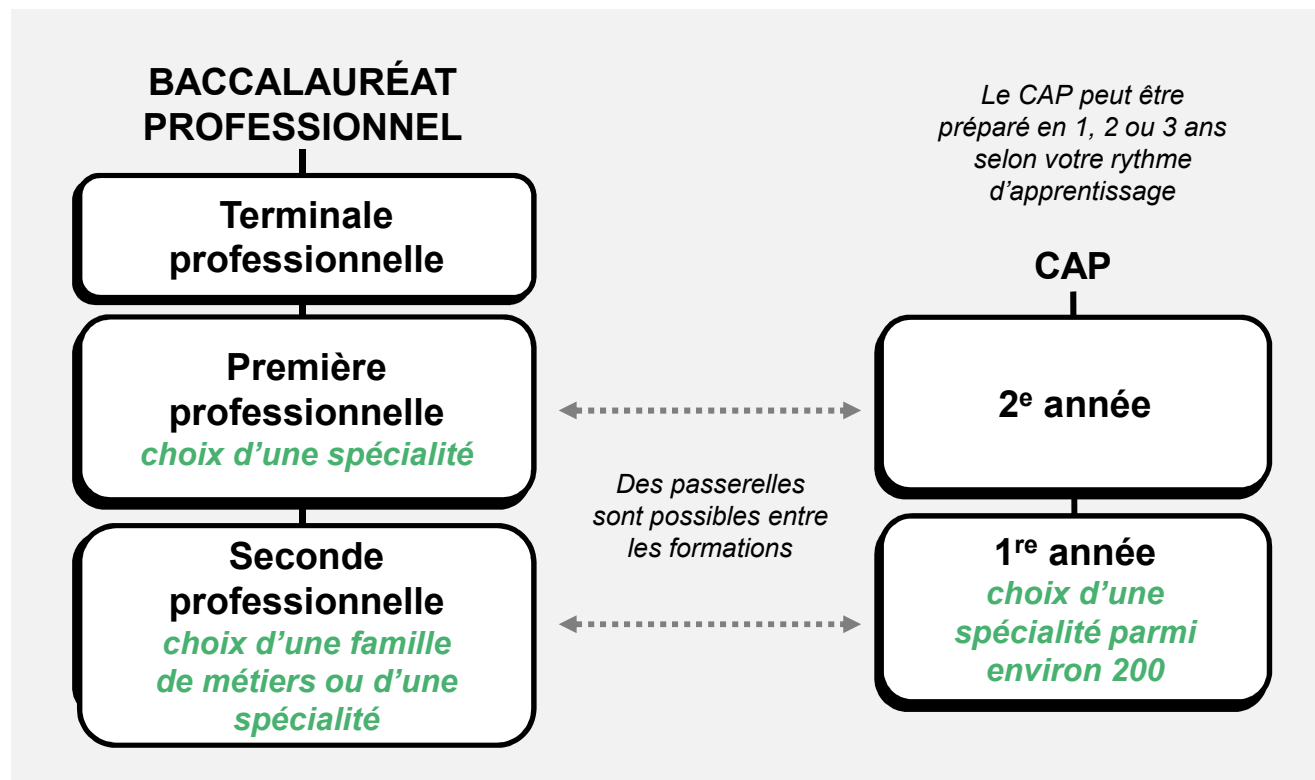 BACCALAURÉAT
PROFESSIONNEL
Terminale
professionnelle
Première
professionnelle
choix d’une spécialité
Seconde
professionnelle
choix d’une famille
de métiers ou d’une
spécialité
Des passerelles
sont possibles entre
les formations
Le CAP peut être
préparé en 1, 2 ou 3 ans
selon votre rythme
d’apprentissage
CAP
2e année
1re année
choix d’une
spécialité parmi
environ 200